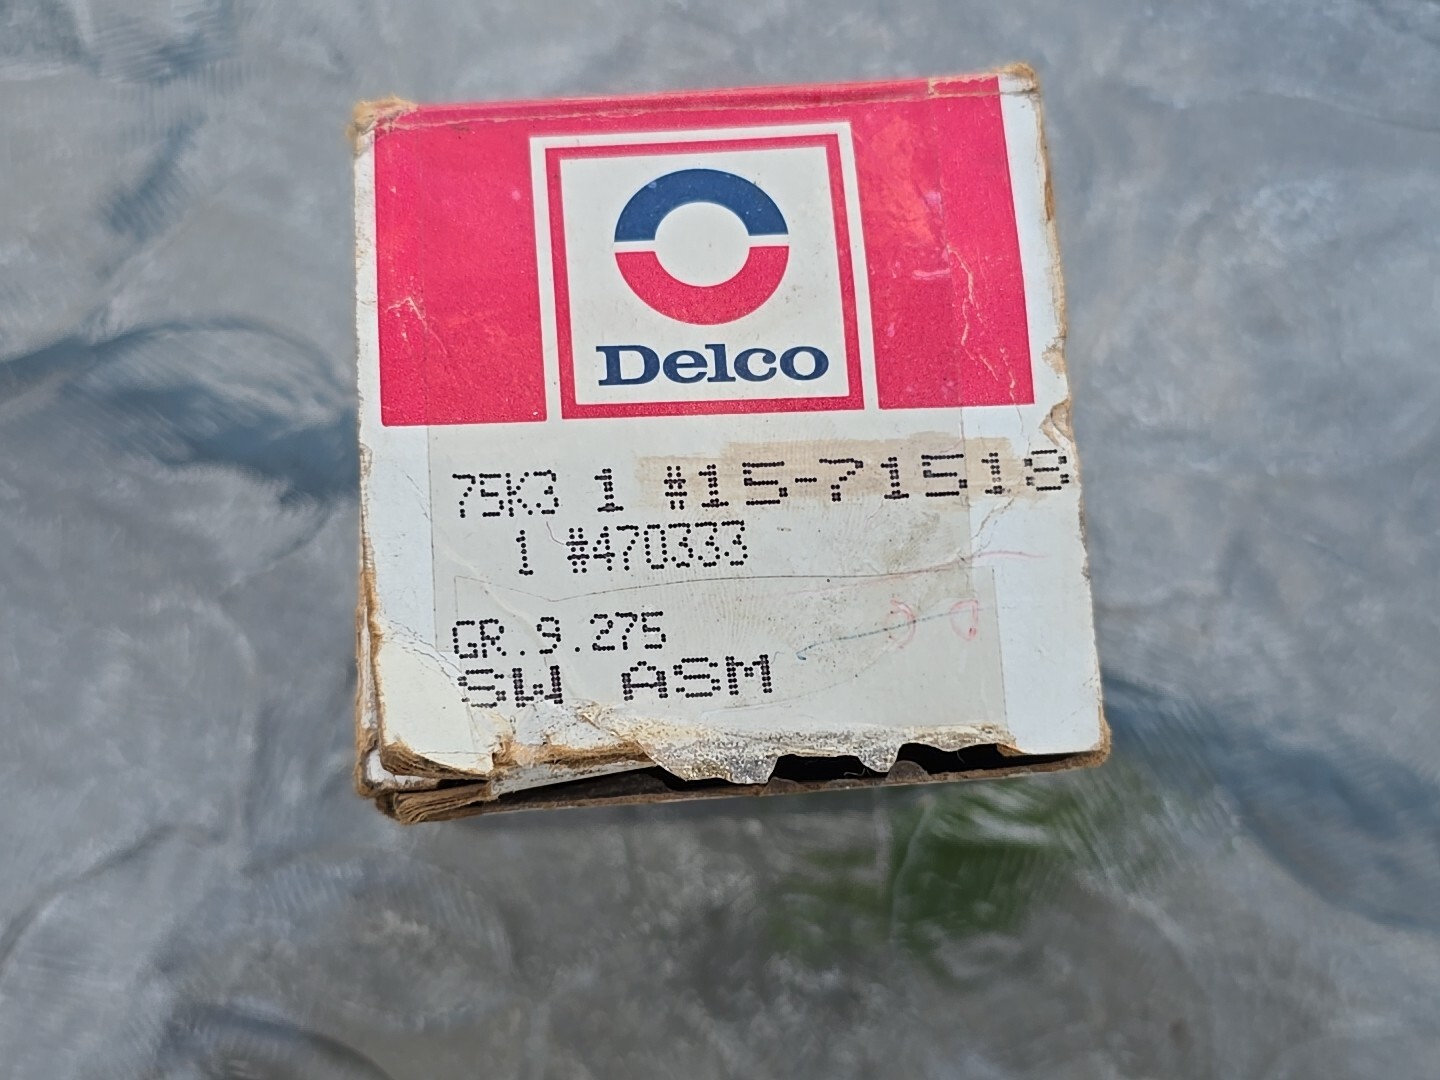 Delco
75K3 1 #15-71518
1 #470333
GR.9.275
SW ASM